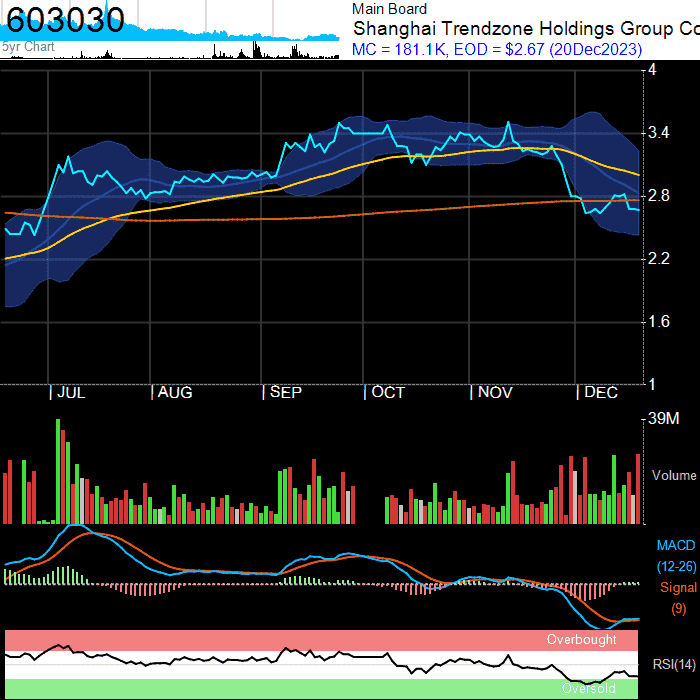 603030
5yr Chart
Main Board
Shanghai Trendzone Holdings Group Co
MC = 181.1K, EOD = $2.67 (20Dec2023)
4
3.4
2.8
2.2
1.6
1
| JUL | AUG | SEP | OCT | NOV | DEC
39M
Volume
MACD
(12-26)
Signal
(9)
Overbought
RSI(14)
Oversold